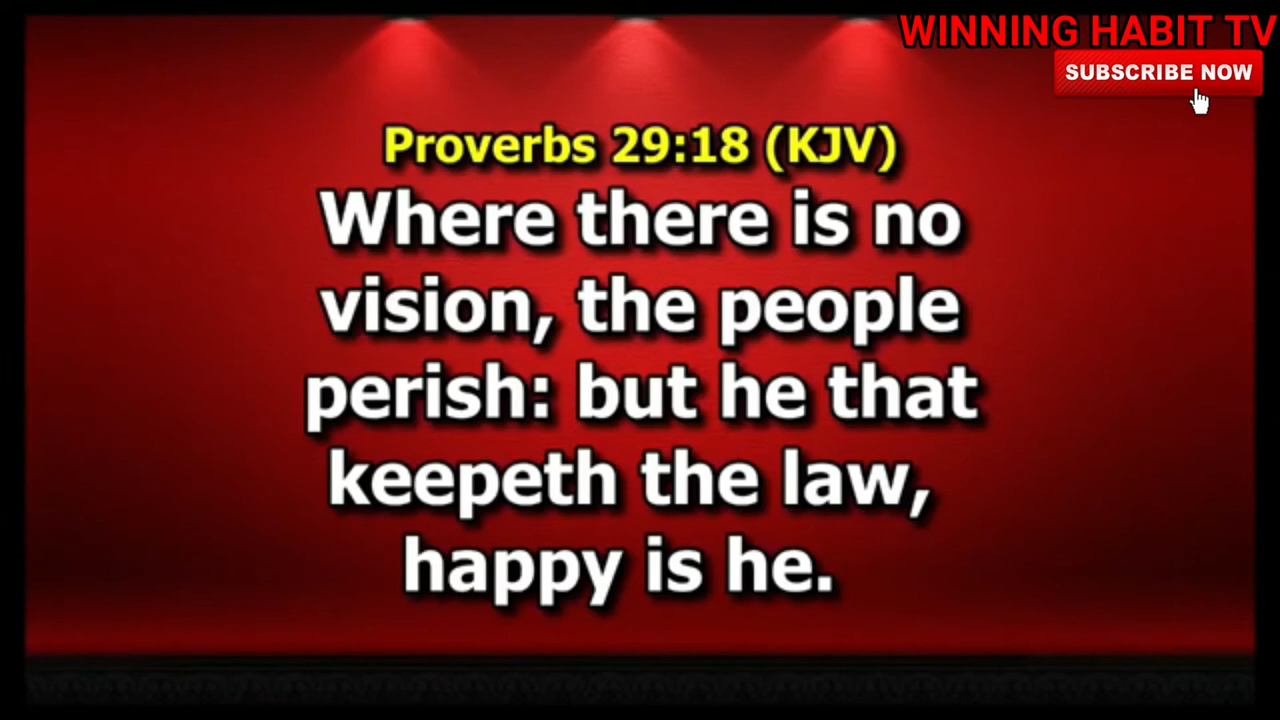 WINNING HABIT TV
SUBSCRIBE NOW
Proverbs 29:18 (KJV)
Where there is no
vision, the people
perish: but he that
keepeth the law,
happy is he.